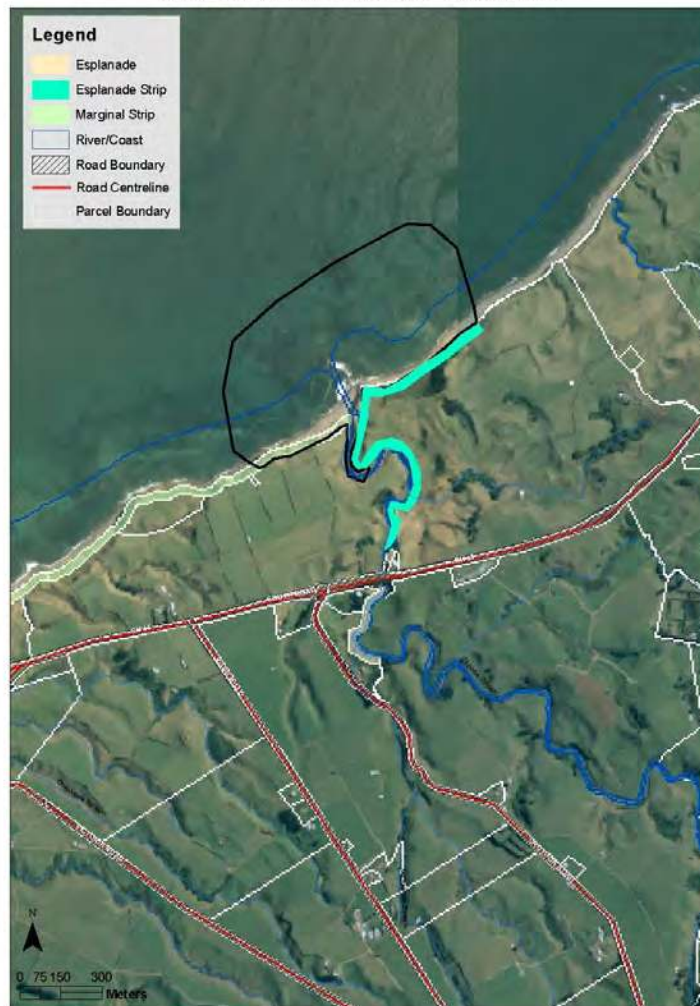 Legend
Esplanade
Esplanade Strip
Marginal Strip
River/Coast
Road Boundary
Road Centreline
Parcel Boundary
N
0 75 150 300
Meters